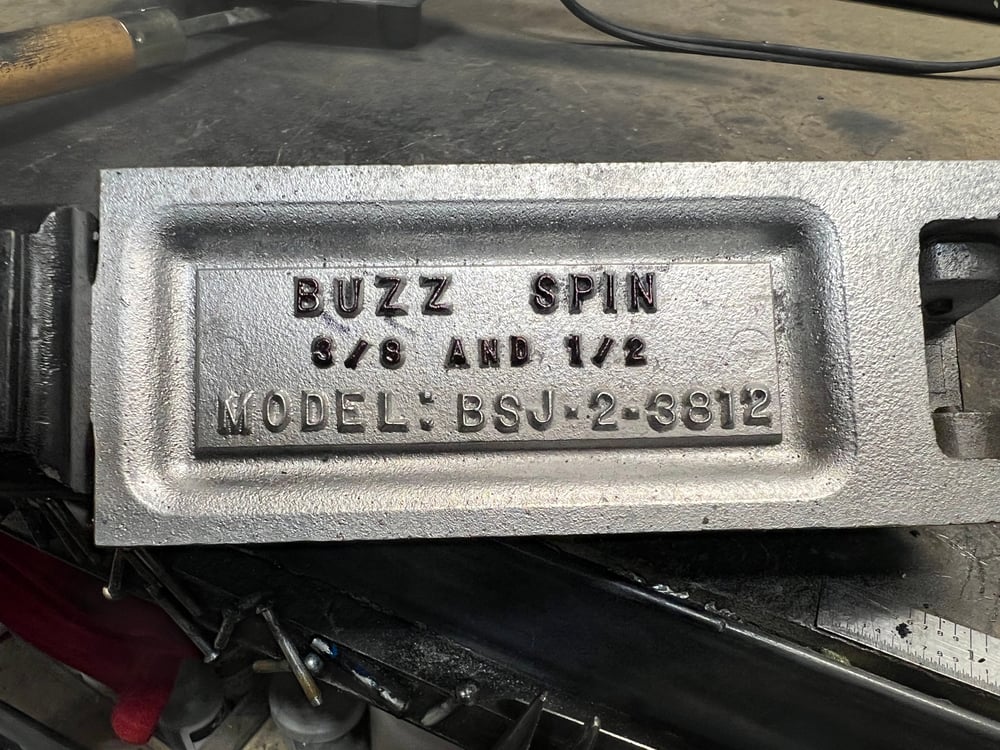 BUZZ SPIN
3/8 AND 1/2
MODEL: BSJ-2-3812